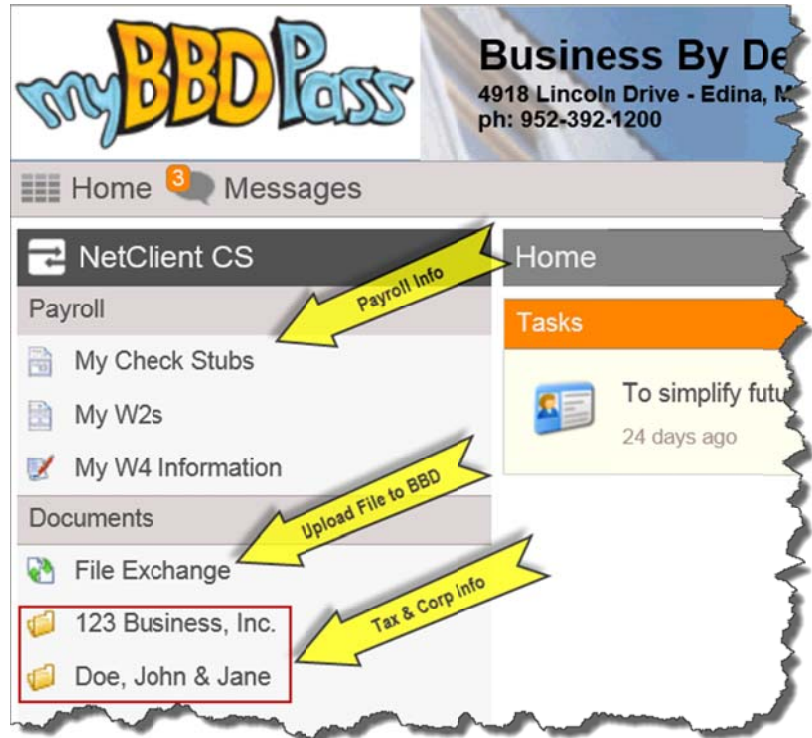 myBBDPass
Business By De
4918 Lincoln Drive - Edina, M
ph: 952-392-1200
Home 3 Messages
NetClient CS
Payroll Info
Payroll
My Check Stubs
My W2s
My W4 Information
Upload File to BBD
Documents
File Exchange
Tax & Corp Info
123 Business, Inc.
Doe, John & Jane
Home
Tasks
To simplify futu
24 days ago